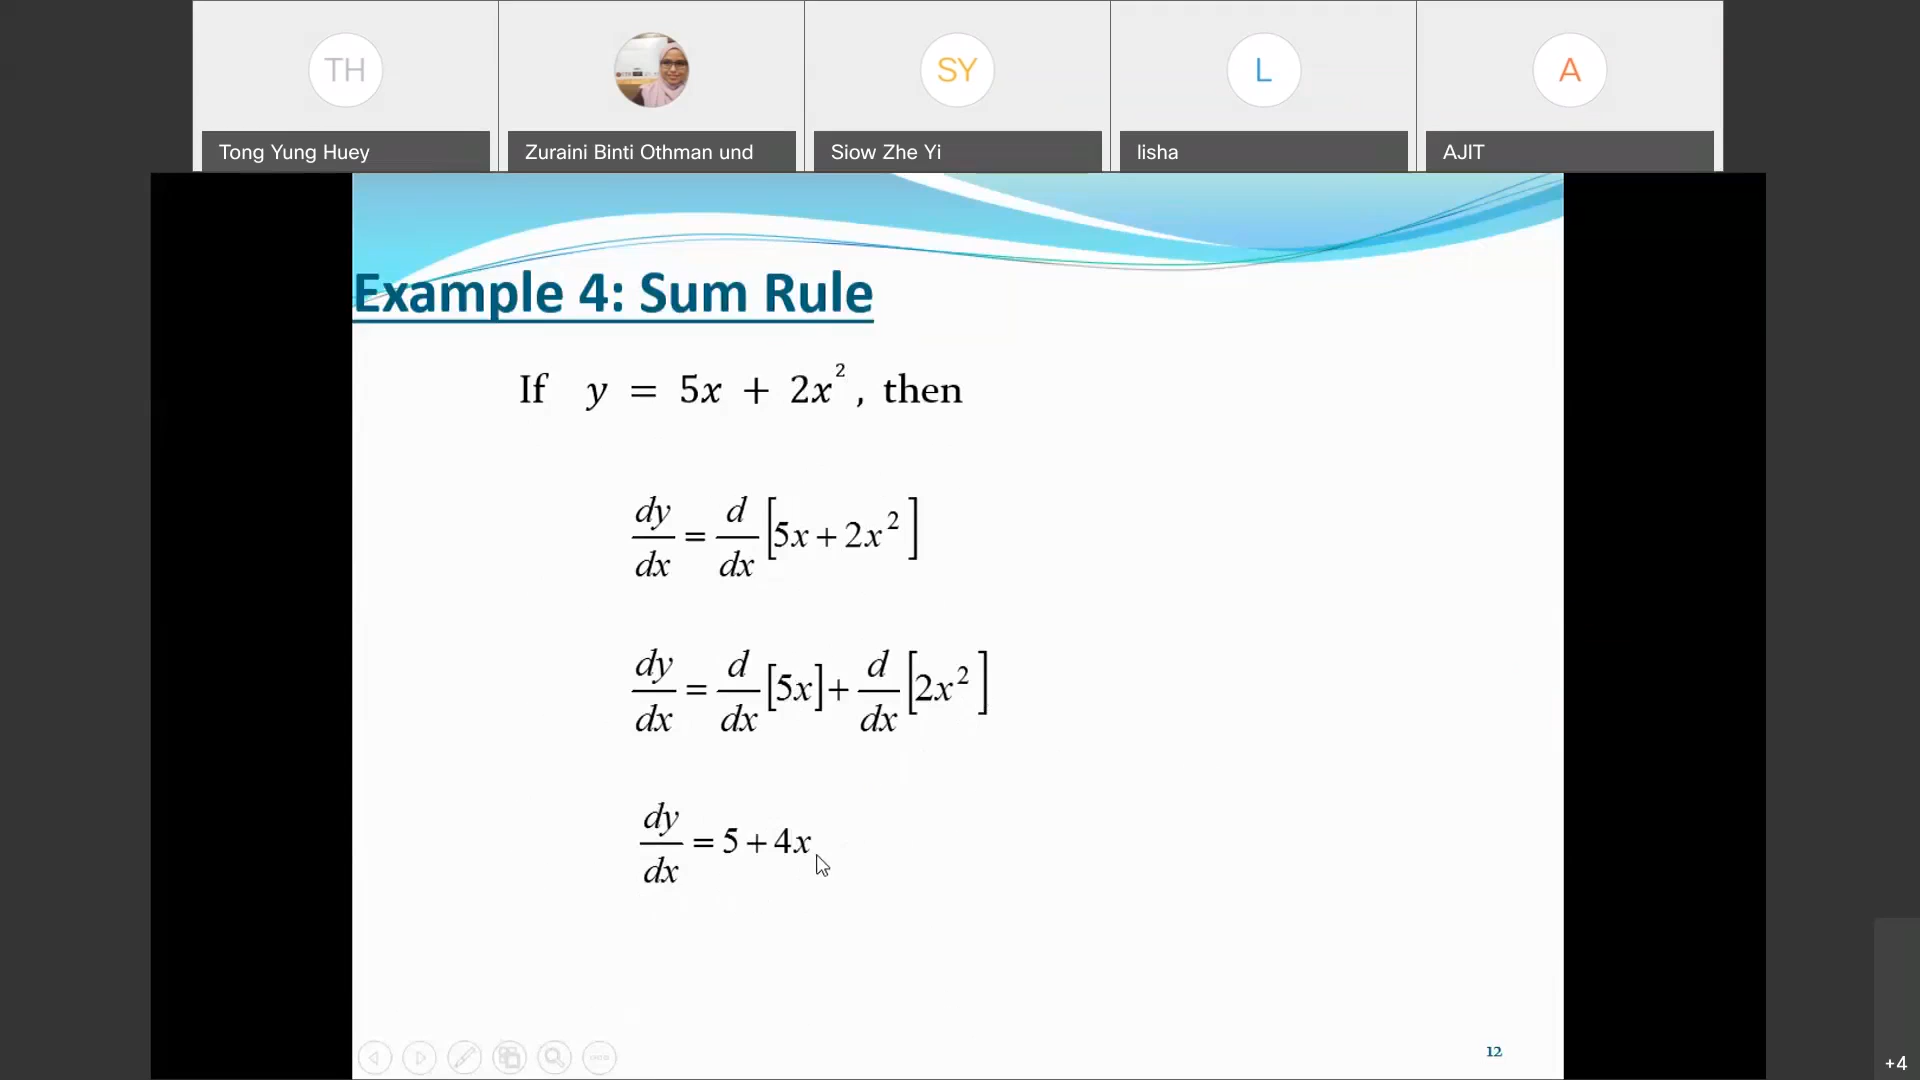 TH
SY
L
A
Tong Yung Huey
Zuraini Binti Othman und
Siow Zhe Yi
lisha
AJIT
Example 4: Sum Rule
If y = 5x + 2x², then
dy/dx = d/dx [5x + 2x²]
dy/dx = d/dx [5x] + d/dx [2x²]
dy/dx = 5 + 4x
12
+4